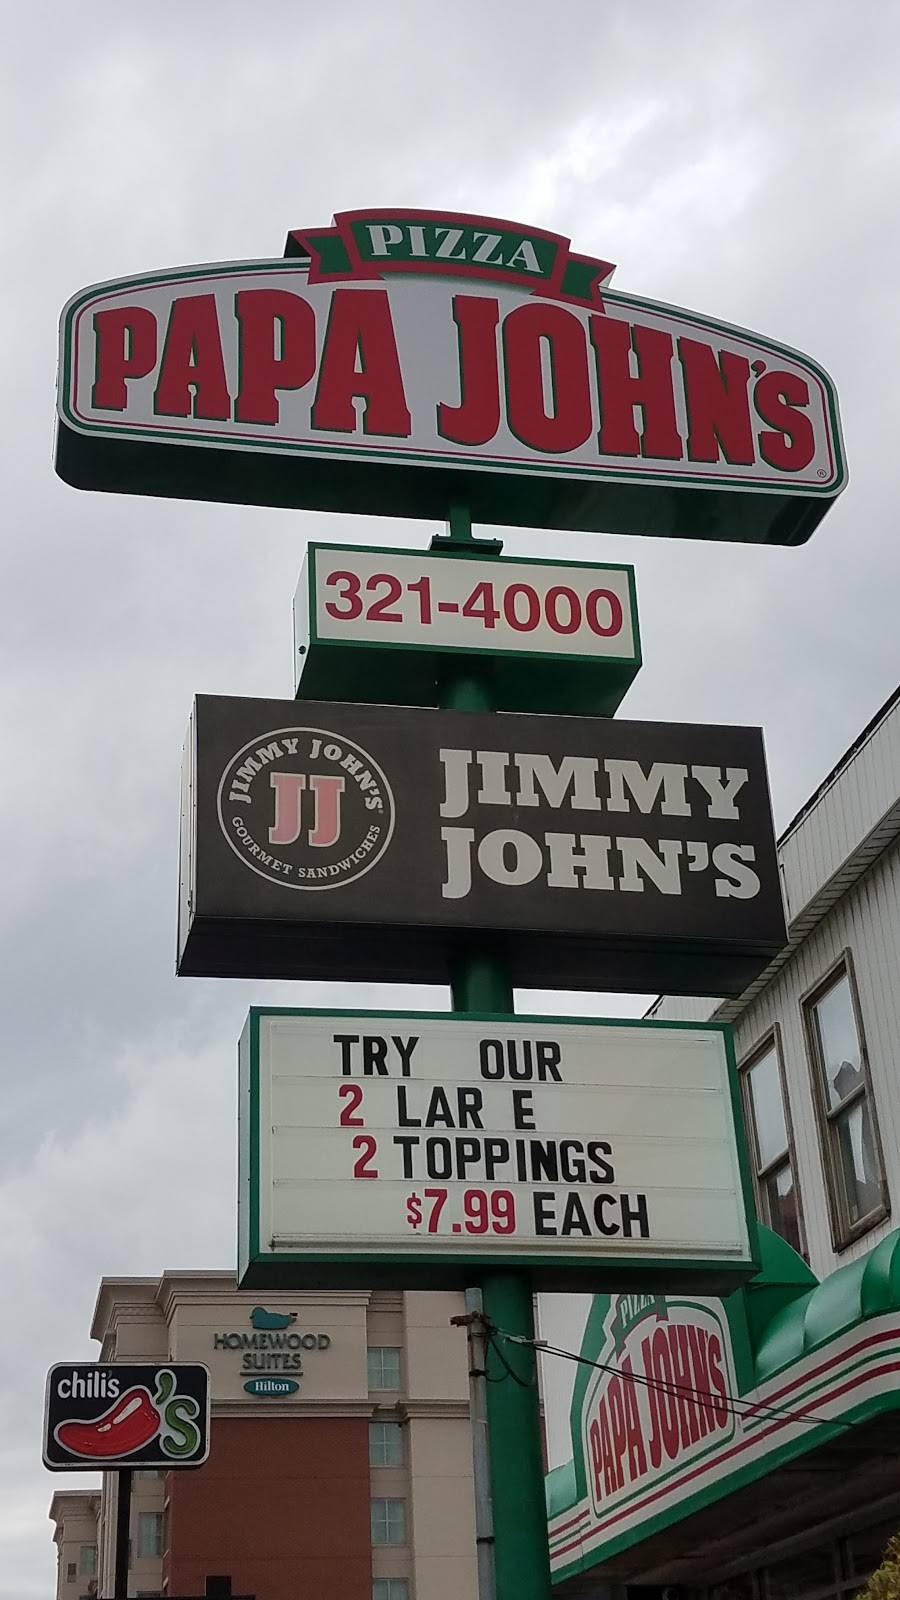 PIZZA
PAPA JOHN'S
®
321-4000
JIMMY JOHN'S®
JJ
GOURMET SANDWICHES
JIMMY
JOHN'S
TRY OUR
2 LAR E
2 TOPPINGS
$7.99 EACH
HOMEWOOD
SUITES
Hilton
chili's
'S
PIZZA
PAPA JOHN'S